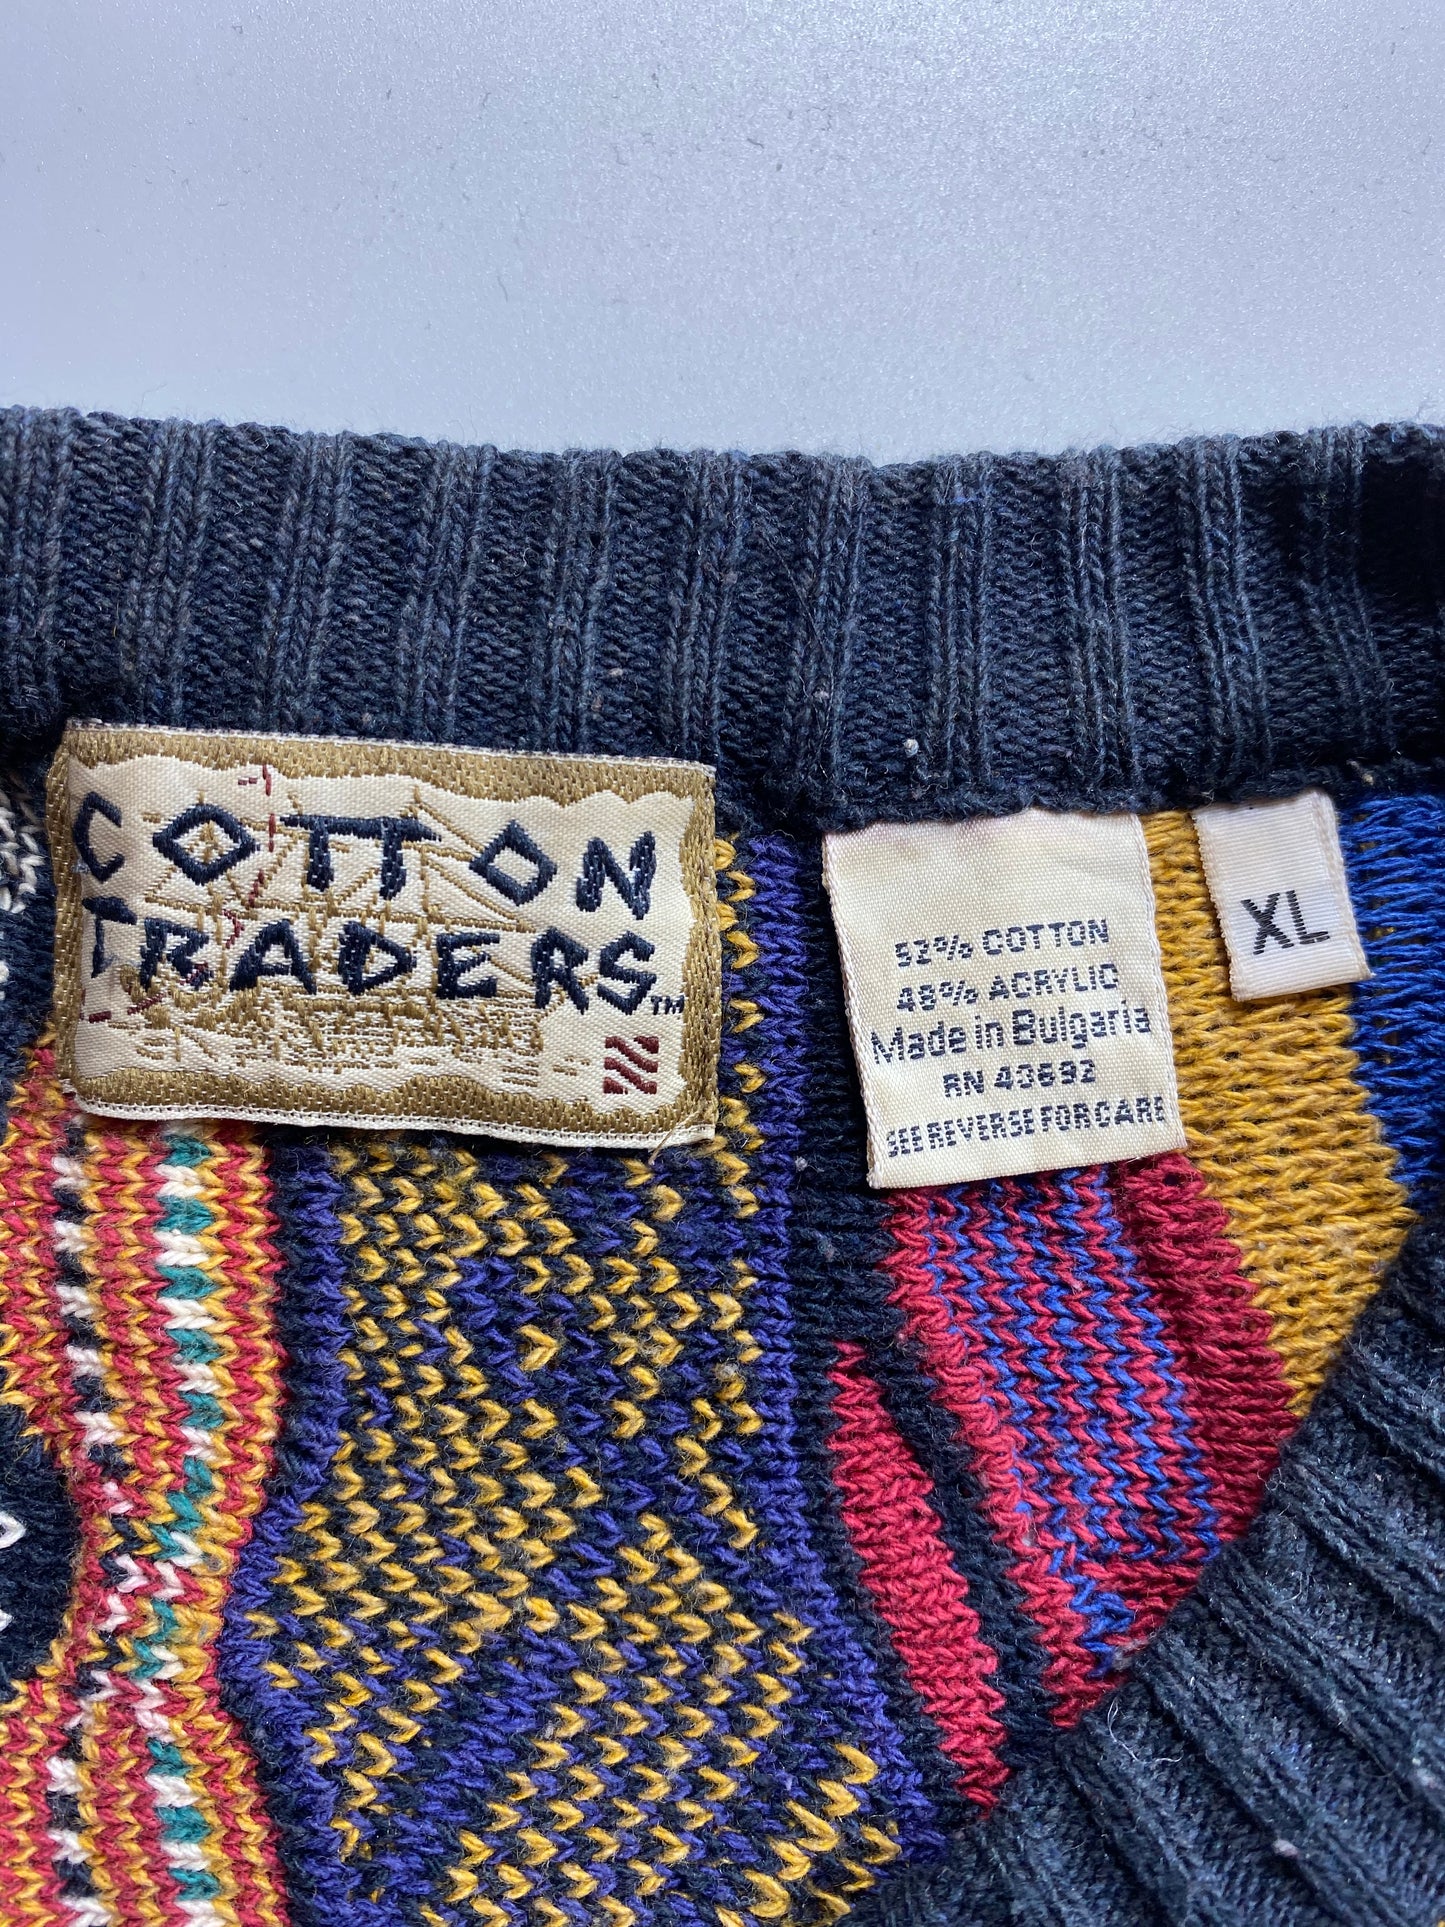 COTTON
TRADERS™
52% COTTON
48% ACRYLIC
Made in Bulgaria
RN 43692
SEE REVERSE FOR CARE
XL